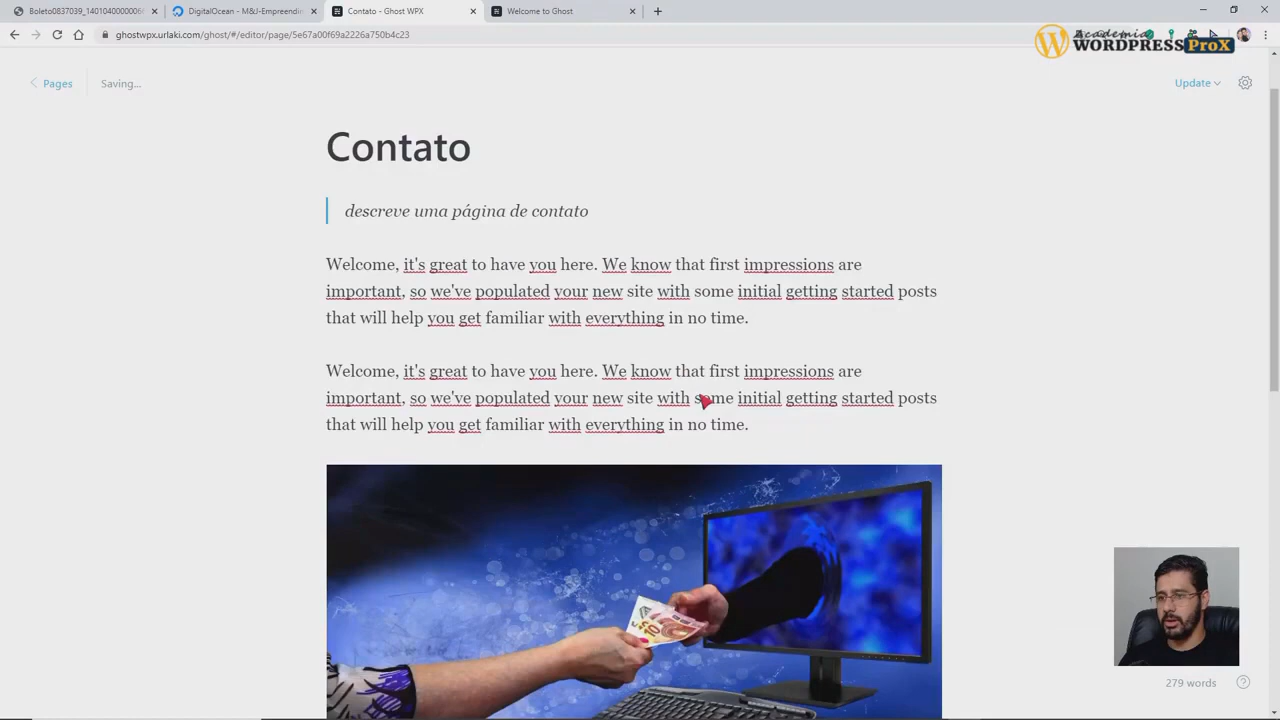 Boleto0837039_14010400000066
DigitalOcean - M&J-Empreendin
Contato - Ghost WPX
Welcome to Ghost
ghostwpx.urlaki.com/ghost/#/editor/page/5e67a00f69a2226a750b4c23
Academia
WORDPRESS ProX
Pages
Saving...
Update
Contato
descreve uma página de contato
Welcome, it's great to have you here. We know that first impressions are
important, so we've populated your new site with some initial getting started posts
that will help you get familiar with everything in no time.
Welcome, it's great to have you here. We know that first impressions are
important, so we've populated your new site with some initial getting started posts
that will help you get familiar with everything in no time.
10
279 words